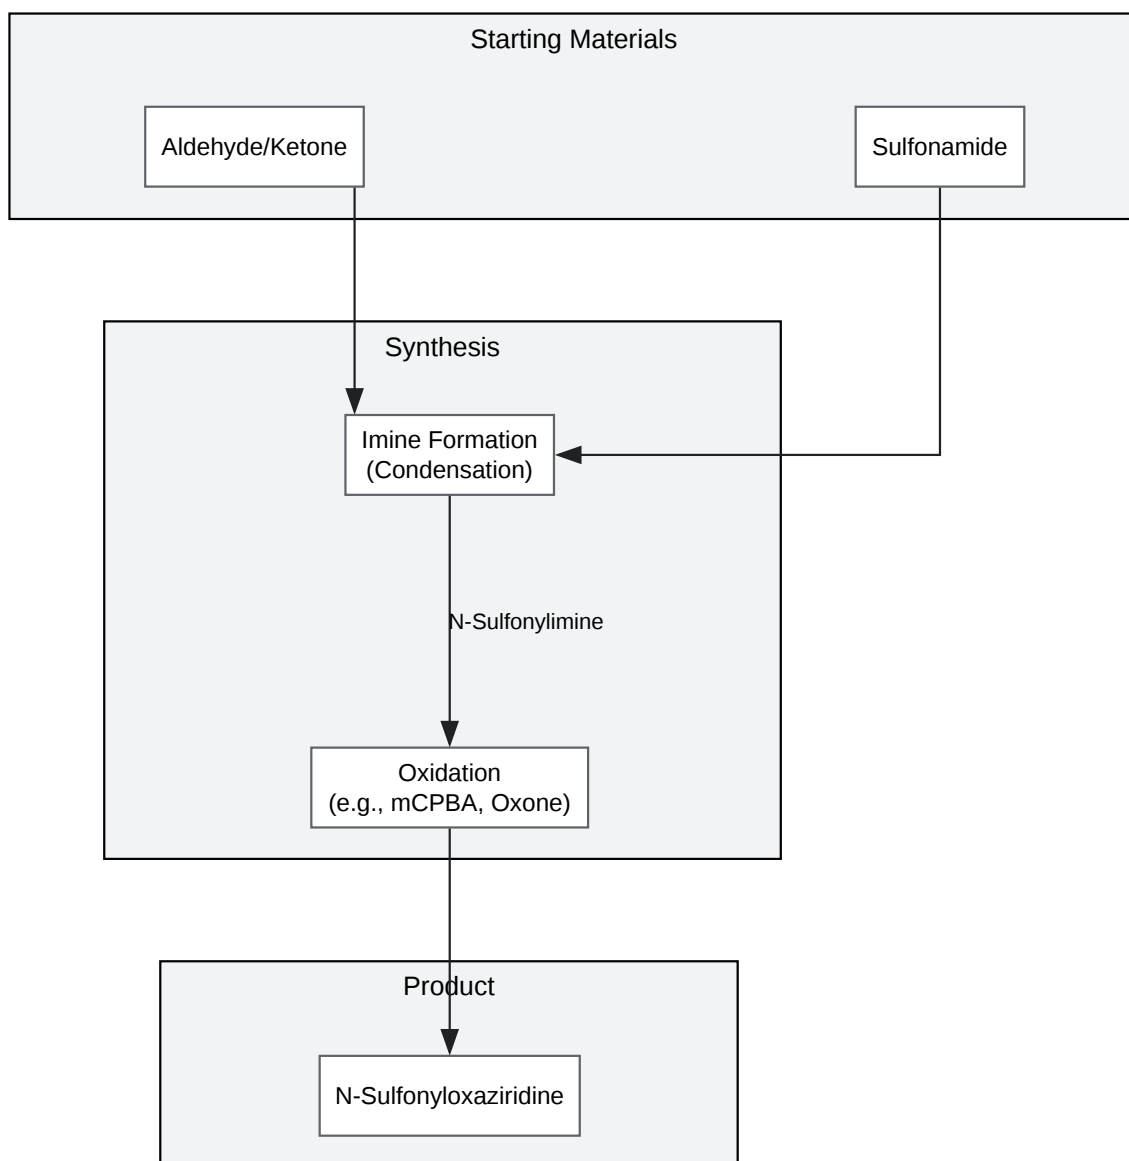 Starting Materials
Aldehyde/Ketone
Sulfonamide
Synthesis
Imine Formation
(Condensation)
N-Sulfonylimine
Oxidation
(e.g., mCPBA, Oxone)
Product
N-Sulfonyloxaziridine